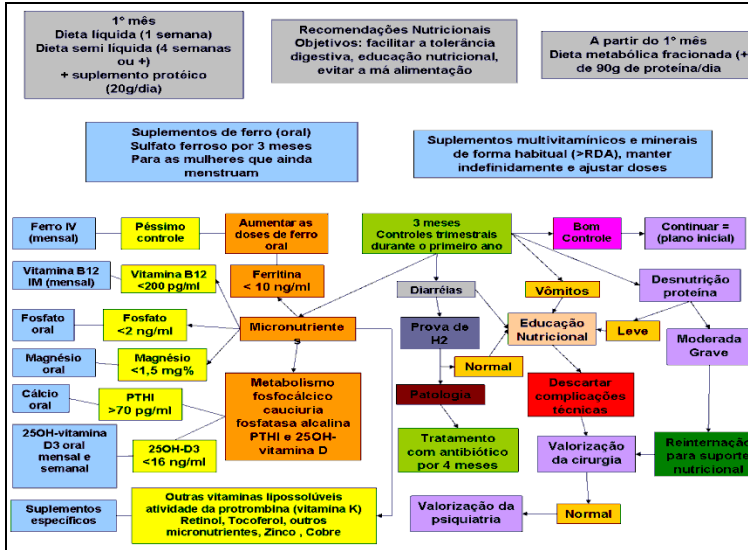 1º mês
Dieta líquida (1 semana)
Dieta semi líquida (4 semanas
ou +)
+ suplemento protéico
(20g/dia)
Recomendações Nutricionais
Objetivos: facilitar a tolerância
digestiva, educação nutricional,
evitar a má alimentação
A partir do 1º mês
Dieta metabólica fracionada (+
de 90g de proteína/dia
Suplementos de ferro (oral)
Sulfato ferroso por 3 meses
Para as mulheres que ainda
menstruam
Suplementos multivitamínicos e minerais
de forma habitual (>RDA), manter
indefinidamente e ajustar doses
Ferro IV
(mensal)
Péssimo
controle
Aumentar as
doses de ferro
oral
3 meses
Controles trimestrais
durante o primeiro ano
Bom
Controle
Continuar =
(plano inicial)
Vitamina B12
IM (mensal)
Vitamina B12
<200 pg/ml
Ferritina
< 10 ng/ml
Diarréias
Vômitos
Desnutrição
proteína
Fosfato
oral
Fosfato
<2 ng/ml
Micronutriente
s
Prova de
H2
Educação
Nutricional
Leve
Moderada
Grave
Magnésio
oral
Magnésio
<1,5 mg%
Normal
Cálcio
oral
PTHI
>70 pg/ml
Metabolismo
fosfocálcico
cauciuria
fosfatasa alcalina
PTHI e 25OH-
vitamina D
Patologia
Descartar
complicações
técnicas
25OH-vitamina
D3 oral
mensal e
semanal
25OH-D3
<16 ng/ml
Tratamento
com antibiótico
por 4 meses
Valorização
da cirurgia
Reinternação
para suporte
nutricional
Suplementos
específicos
Outras vitaminas lipossolúveis
atividade da protrombina (vitamina K)
Retinol, Tocoferol, outros
micronutrientes, Zinco , Cobre
Valorização da
psiquiatria
Normal